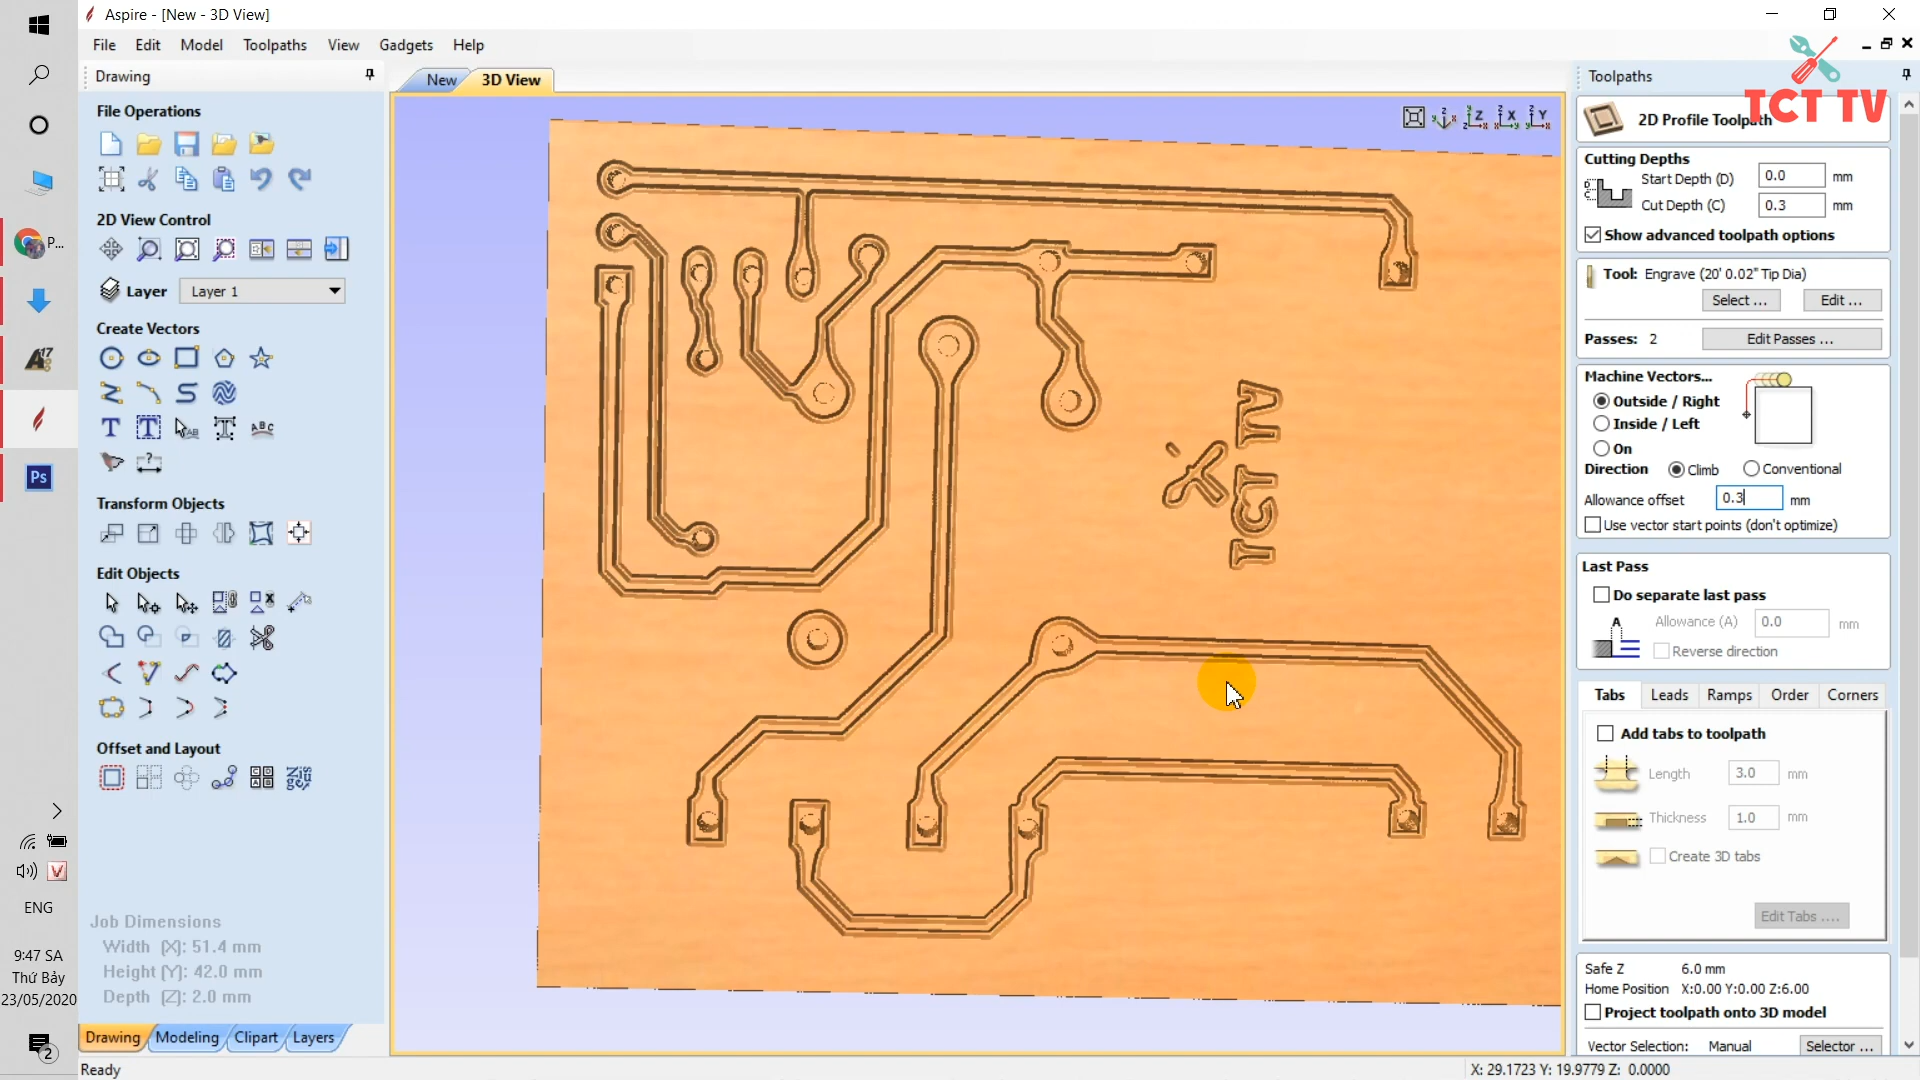 Aspire - [New - 3D View]
File Edit Model Toolpaths View Gadgets Help
TCT TV
Drawing
File Operations
2D View Control
Layer Layer 1
Create Vectors
Transform Objects
Edit Objects
Offset and Layout
Job Dimensions
Width (X): 51.4 mm
Height (Y): 42.0 mm
Depth (Z): 2.0 mm
Drawing Modeling Clipart Layers
Ready
New 3D View
TCT TV
Toolpaths
2D Profile Toolpath
Cutting Depths
Start Depth (D) 0.0 mm
Cut Depth (C) 0.3 mm
Show advanced toolpath options
Tool: Engrave (20' 0.02" Tip Dia)
Select ... Edit ...
Passes: 2 Edit Passes ...
Machine Vectors...
Outside / Right
Inside / Left
On
Direction Climb Conventional
Allowance offset 0.3 mm
Use vector start points (don't optimize)
Last Pass
Do separate last pass
Allowance (A) 0.0 mm
Reverse direction
Tabs Leads Ramps Order Corners
Add tabs to toolpath
Length 3.0 mm
Thickness 1.0 mm
Create 3D tabs
Edit Tabs ....
Safe Z 6.0 mm
Home Position X:0.00 Y:0.00 Z:6.00
Project toolpath onto 3D model
Vector Selection: Manual Selector ...
X: 29.1723 Y: 19.9779 Z: 0.0000
P...
17
Ps
ENG
9:47 SA
Thứ Bảy
23/05/2020
2